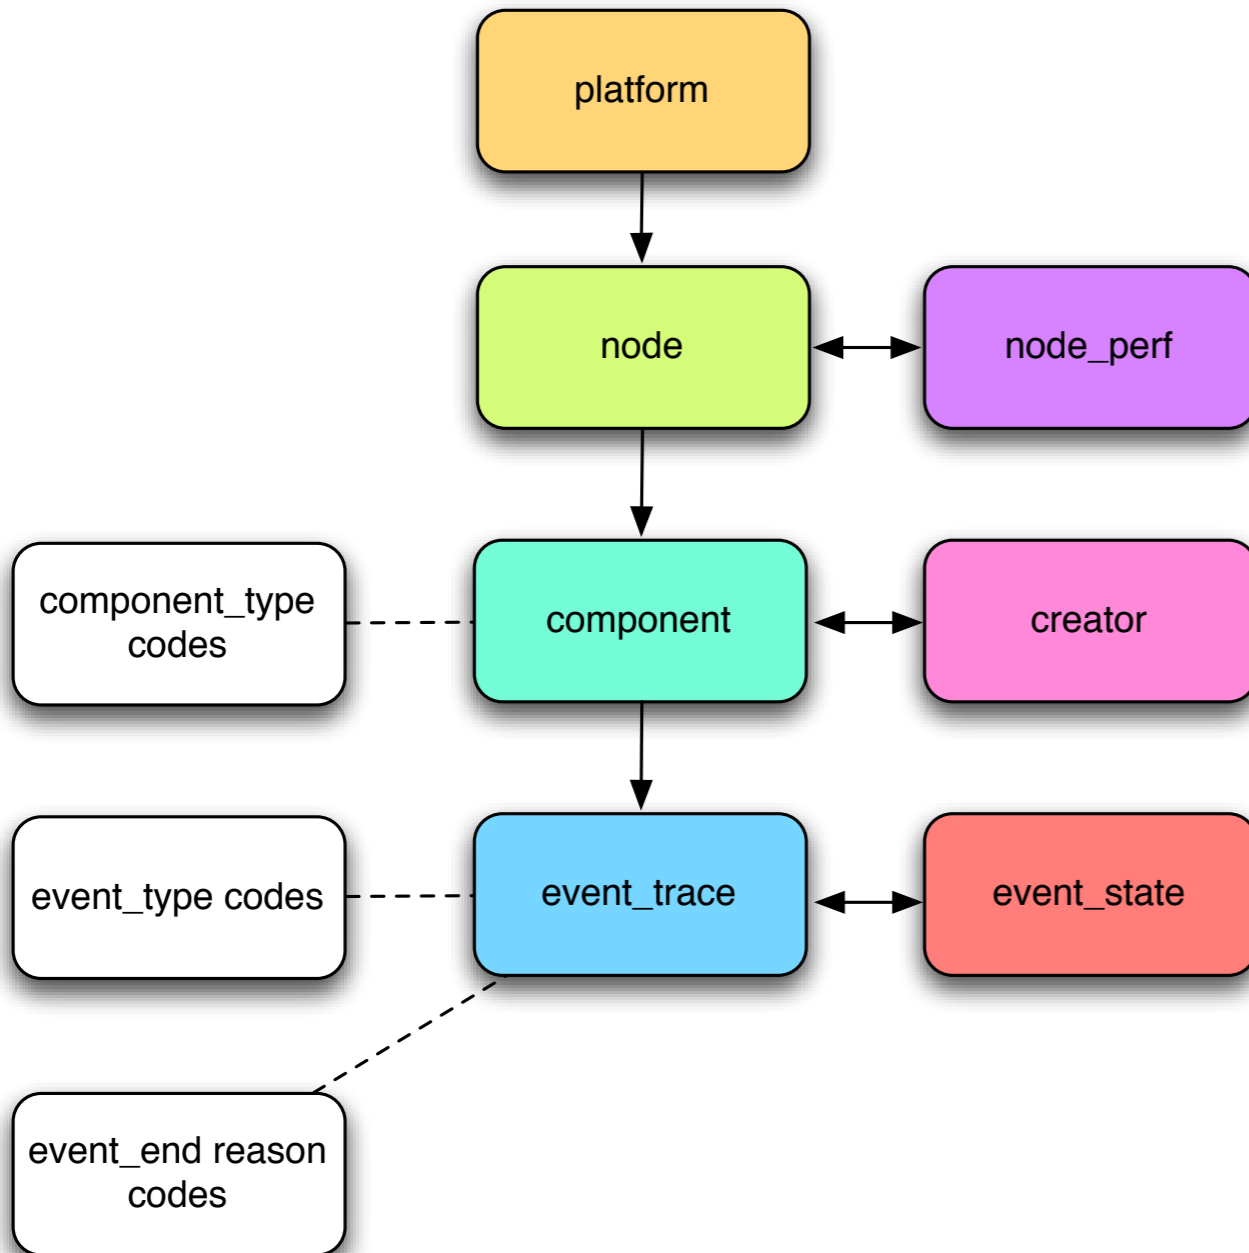 platform
node
node_perf
component_type
codes
component
creator
event_type codes
event_trace
event_state
event_end reason
codes